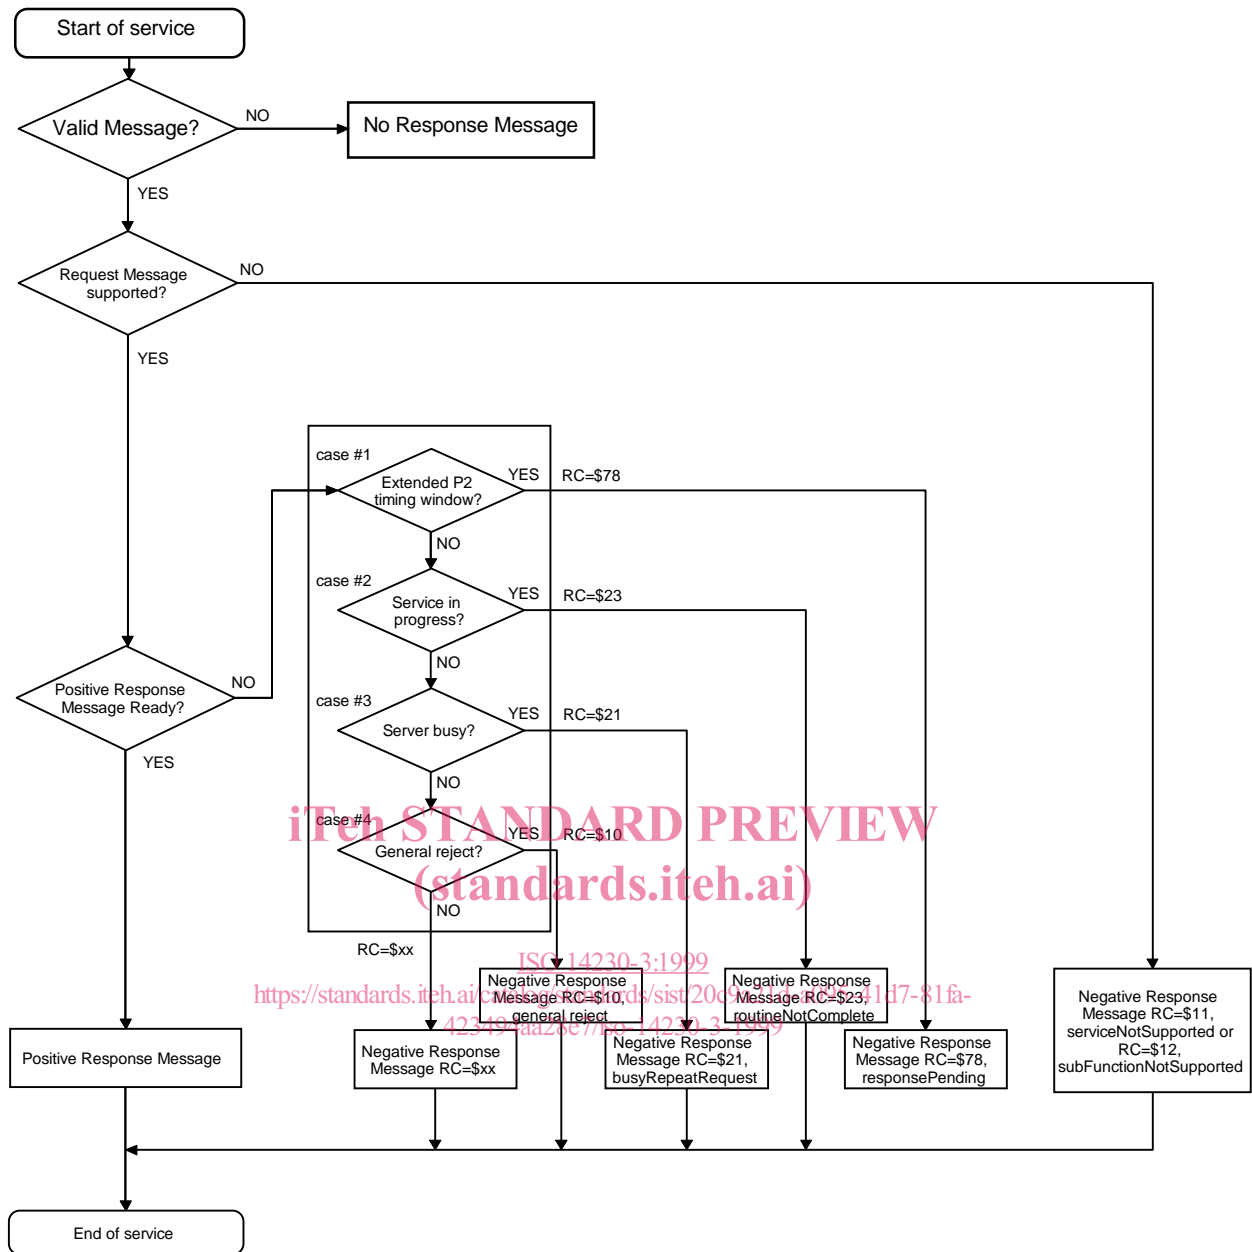 Start of service
Valid Message?
NO
No Response Message
YES
Request Message
supported?
NO
YES
case #1
Extended P2
timing window?
YES
RC=$78
NO
case #2
Service in
progress?
YES
RC=$23
NO
Positive Response
Message Ready?
NO
case #3
Server busy?
YES
RC=$21
NO
YES
iTeh STANDARD PREVIEW
case #4
General reject?
YES
RC=$10
(standards.iteh.ai)
NO
RC=$xx
ISO 14230-3:1999
Negative Response
Message RC=$10,
general reject
Negative Response
Message RC=$23,
routineNotComplete
Negative Response
Message RC=$11,
serviceNotSupported or
RC=$12,
subFunctionNotSupported
Positive Response Message
Negative Response
Message RC=$xx
Negative Response
Message RC=$21,
busyRepeatRequest
Negative Response
Message RC=$78,
responsePending
End of service